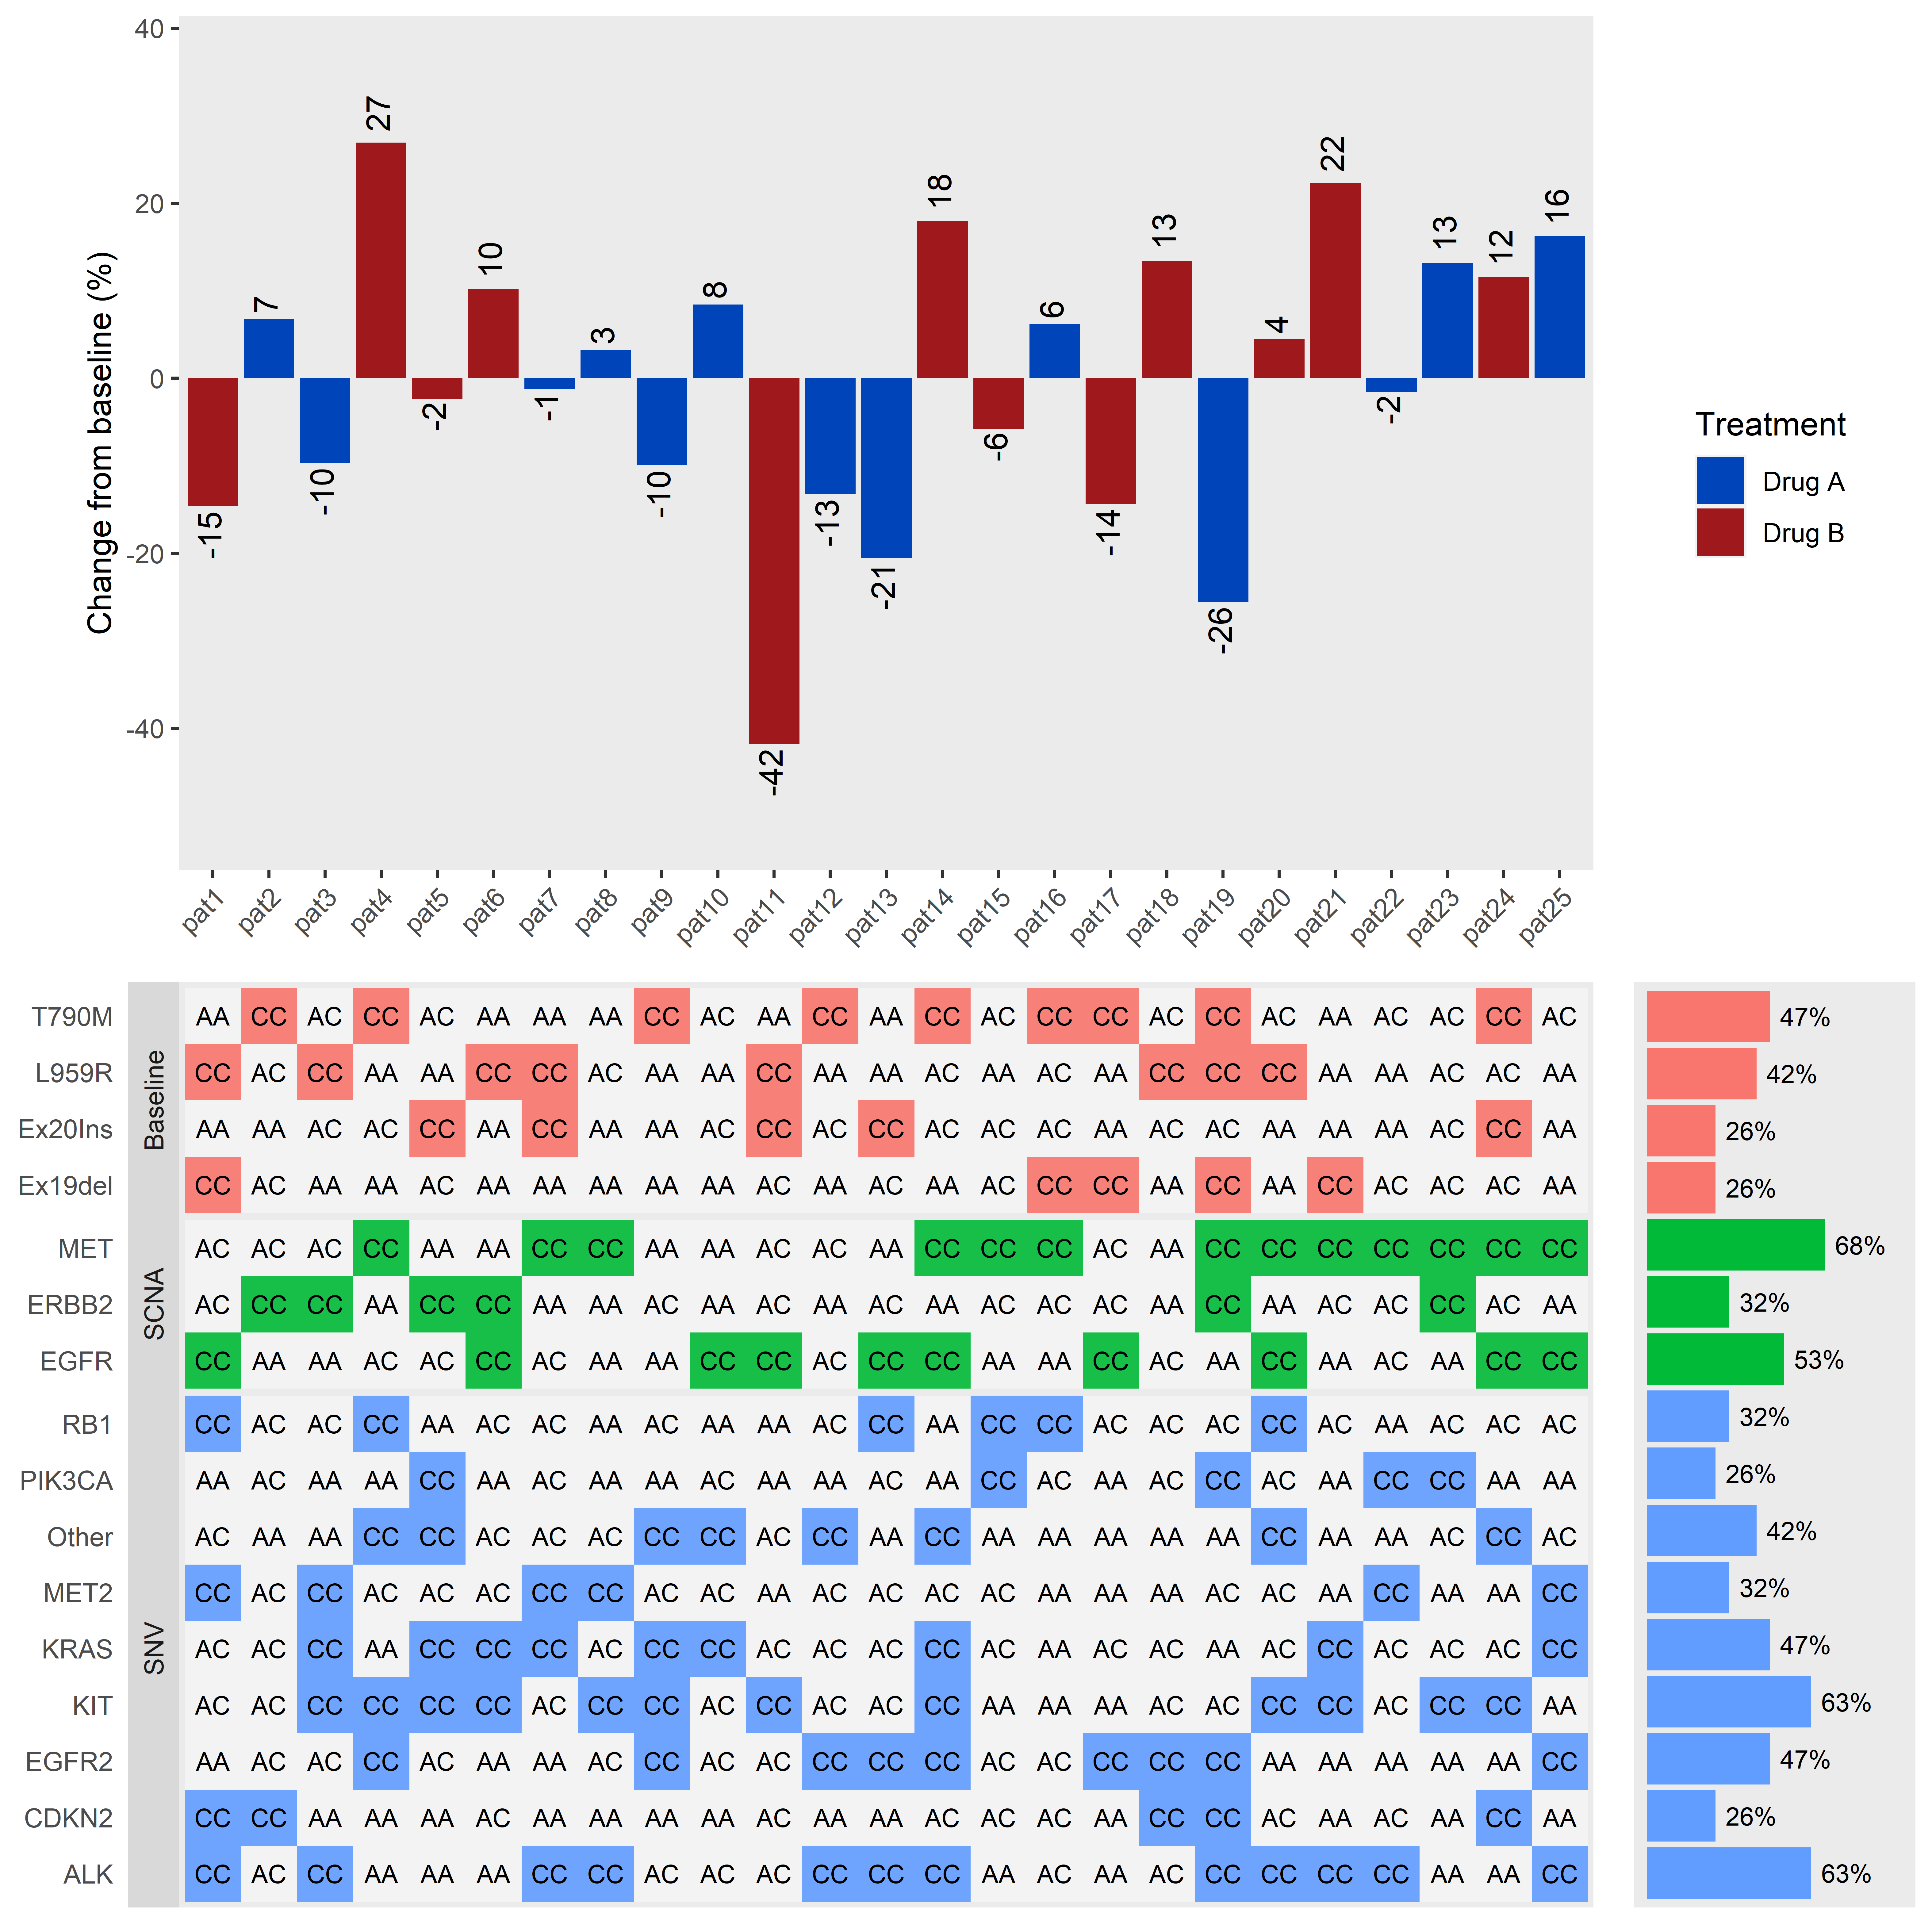 40
20
0
-20
-40
Change from baseline (%)
-15
7
-10
27
-2
10
-1
3
-10
8
-42
-13
-21
18
-6
6
-14
13
-26
4
22
-2
13
12
16
pat1 pat2 pat3 pat4 pat5 pat6 pat7 pat8 pat9 pat10 pat11 pat12 pat13 pat14 pat15 pat16 pat17 pat18 pat19 pat20 pat21 pat22 pat23 pat24 pat25
Treatment
Drug A
Drug B
Baseline
T790M AA CC AC CC AC AA AA AA CC AC AA CC AA CC AC CC CC AC CC AC AA AC AC CC AC 47%
L959R CC AC CC AA AA CC CC AC AA AA CC AA AA AC AA AC AA CC CC CC AA AA AC AC AA 42%
Ex20Ins AA AA AC AC CC AA CC AA AA AC CC AC CC AC AC AC AA AC AC AA AA AA AC CC AA 26%
Ex19del CC AC AA AA AC AA AA AA AA AA AC AA AC AA AC CC CC AA CC AA CC AC AC AC AA 26%
SCNA
MET AC AC AC CC AA AA CC CC AA AA AC AC AA CC CC CC AC AA CC CC CC CC CC CC CC 68%
ERBB2 AC CC CC AA CC CC AA AA AC AA AC AA AC AA AC AC AC AA CC AA AC AC CC AC AA 32%
EGFR CC AA AA AC AC CC AC AA AA CC CC AC CC CC AA AA CC AC AA CC AA AC AA CC CC 53%
SNV
RB1 CC AC AC CC AA AC AC AA AC AA AA AC CC AA CC CC AC AC AC CC AC AA AC AC AC 32%
PIK3CA AA AC AA AA CC AA AC AA AA AC AA AA AC AA CC AC AA AC CC AC AA CC CC AA AA 26%
Other AC AA AA CC CC AC AC AC CC CC AC CC AA CC AA AA AA AA AA CC AA AA AC CC AC 42%
MET2 CC AC CC AC AC AC CC CC AC AC AA AC AC AC AC AA AA AA AC AC AA CC AA AA CC 32%
KRAS AC AC CC AA CC CC CC AC CC CC AC AC AC CC AC AA AC AC AA AC CC AC AC AC CC 47%
KIT AC AC CC CC CC CC AC CC CC AC CC AC AC CC AA AA AA AC AC CC CC AC CC CC AA 63%
EGFR2 AA AC AC CC AC AA AA AC CC AC AC CC CC CC AC AC CC CC CC AA AA AA AA AA CC 47%
CDKN2 CC CC AA AA AA AC AA AA AA AA AC AA AA AC AC AC AA CC CC AC AA AC AA CC AA 26%
ALK CC AC CC AA AA AA CC CC AC AC AC CC CC CC AA AC AA AC CC CC CC CC AA AA CC 63%